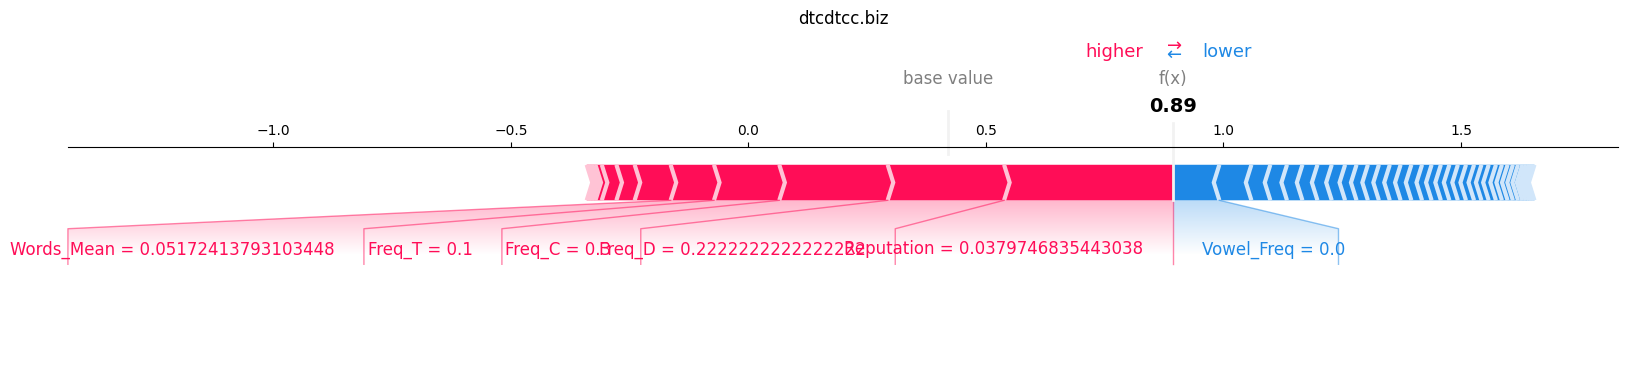 dtcdtcc.biz
higher → ← lower
base value f(x)
0.89
−1.0 −0.5 0.0 0.5 1.0 1.5
Words_Mean = 0.05172413793103448 Freq_T = 0.1 Freq_C = 0.3 Freq_D = 0.2222222222222222 Reputation = 0.0379746835443038 Vowel_Freq = 0.0